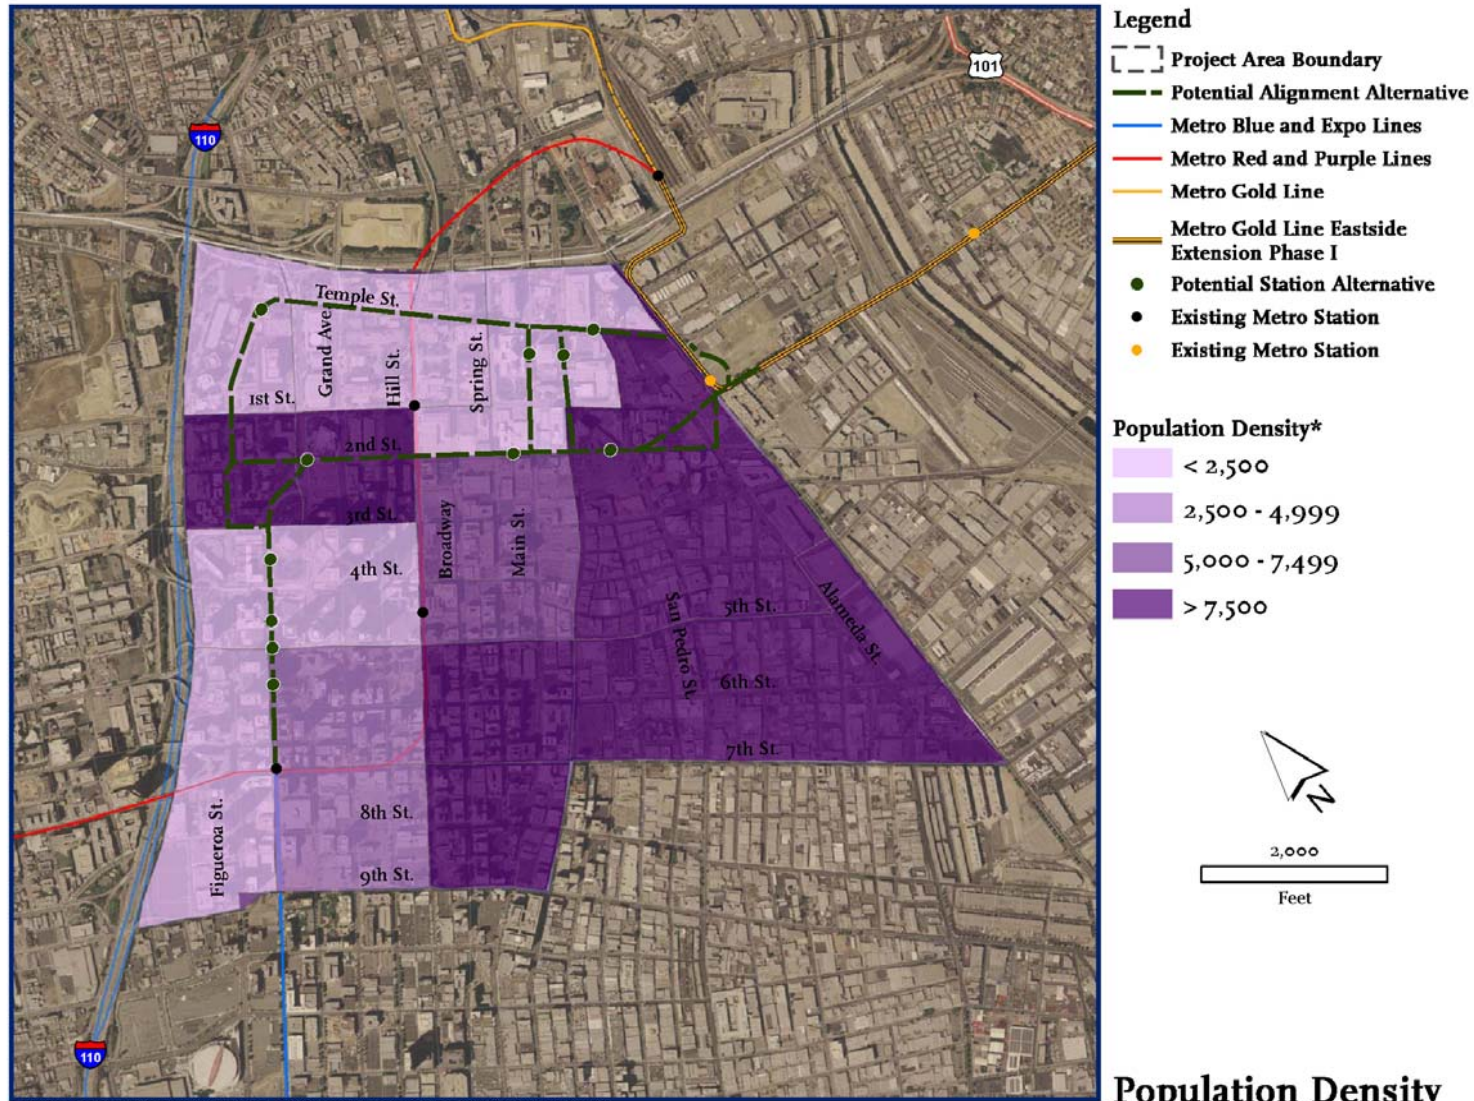 Legend
Project Area Boundary
Potential Alignment Alternative
Metro Blue and Expo Lines
Metro Red and Purple Lines
Metro Gold Line
Metro Gold Line Eastside
Extension Phase I
Potential Station Alternative
Existing Metro Station
Existing Metro Station
Population Density*
< 2,500
2,500 - 4,999
5,000 - 7,499
> 7,500
N
2,000
Feet
Population Density
101
110
Temple St.
Grand Ave.
Hill St.
Spring St.
1st St.
2nd St.
3rd St.
Broadway
Main St.
4th St.
San Pedro St.
5th St.
Alameda St.
6th St.
7th St.
Figueroa St.
8th St.
9th St.
110